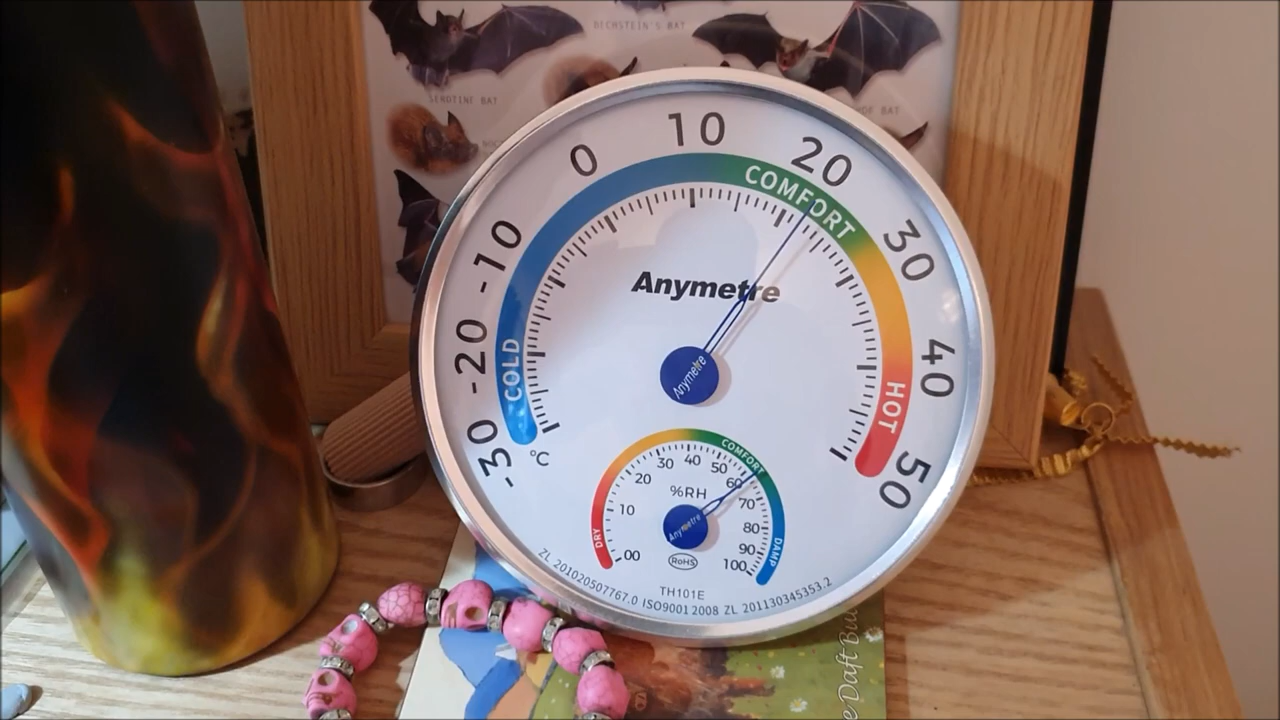 BECHSTEIN'S BAT
SEROTINE BAT
10
0
20
-10
30
-20
40
-30
50
COMFORT
COLD
HOT
°C
Anymetre
Anymetre
COMFORT
DRY
DAMP
00
10
20
30
40
50
60
70
80
90
100
%RH
Anymetre
RoHS
TH101E
ZL 201020507767.0 ISO9001 2008 ZL 201130345353.2
e Daft Bu